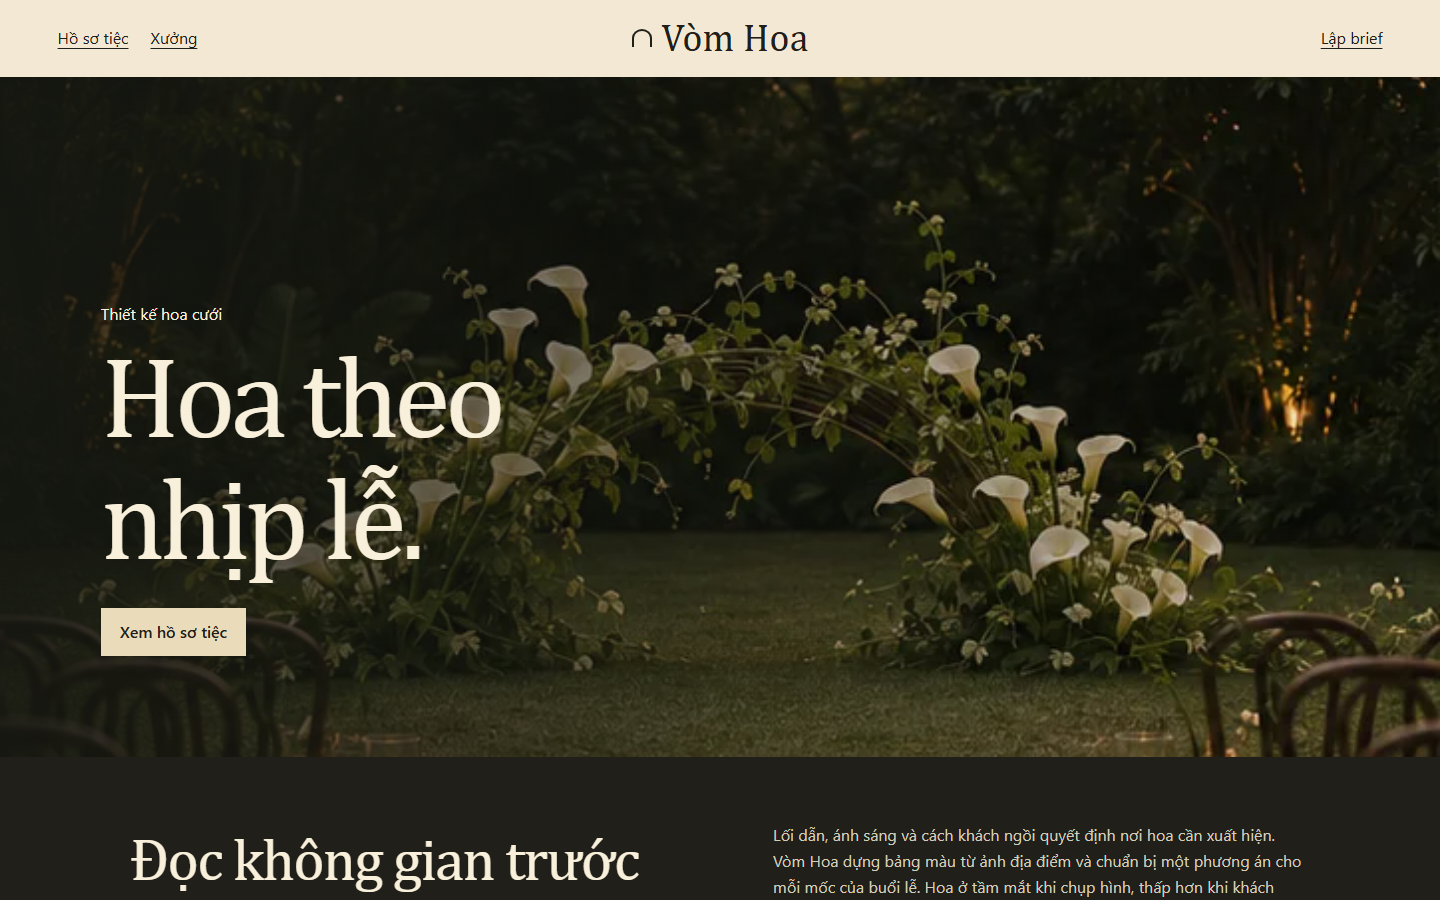 Hồ sơ tiệc
Xưởng
Vòm Hoa
Lập brief
Thiết kế hoa cưới
Hoa theo
nhịp lễ.
Xem hồ sơ tiệc
Đọc không gian trước
Lối dẫn, ánh sáng và cách khách ngồi quyết định nơi hoa cần xuất hiện.
Vòm Hoa dựng bảng màu từ ảnh địa điểm và chuẩn bị một phương án cho
mỗi mốc của buổi lễ. Hoa ở tầm mắt khi chụp hình, thấp hơn khi khách